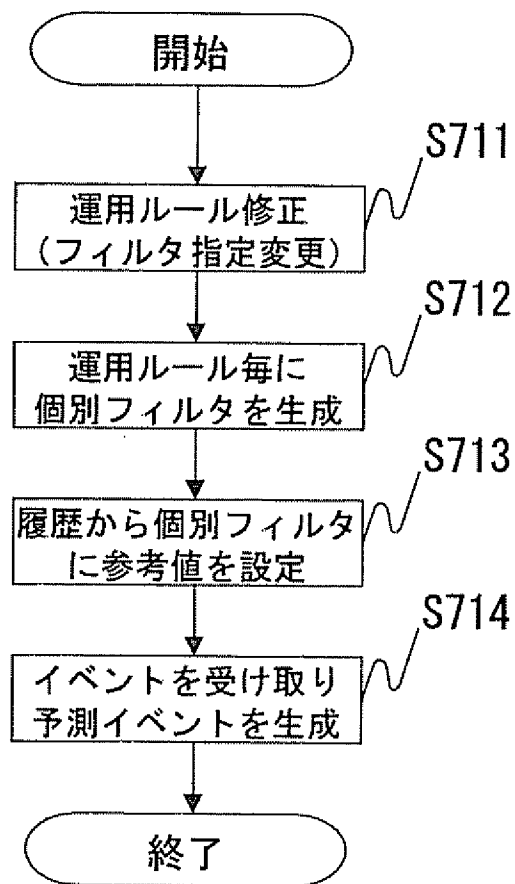 開始
S711
運用ルール修正
(フィルタ指定変更)
S712
運用ルール毎に
個別フィルタを生成
S713
履歴から個別フィルタ
に参考値を設定
S714
イベントを受け取り
予測イベントを生成
終了